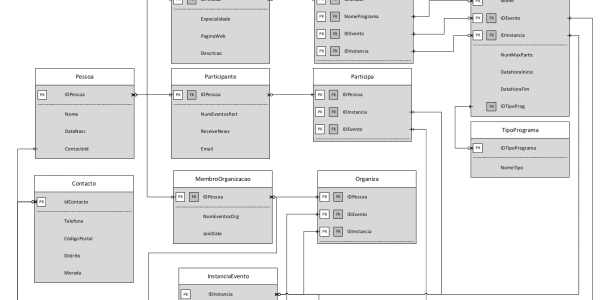 Especialidade
PaginaWeb
Descricao
PK FK NomePrograma
PK FK IDEvento
PK FK IDInstancia
Nome
PK FK IDEvento
PK FK IDInstancia
NumMaxPartic
DataHoraInicio
DataHoraFim
FK IDTipoProg
Pessoa
PK IDPessoa
Nome
DataNasc
ContactoId
Participante
PK FK IDPessoa
NumEventosPart
ReceiveNews
Email
Participa
PK FK IDPessoa
PK FK IDInstancia
PK FK IDEvento
TipoPrograma
PK IDTipoPrograma
NomeTipo
Contacto
PK IdContacto
Telefone
CódigoPostal
Distrito
Morada
MembroOrganizacao
PK FK IDPessoa
NumEventosOrg
JoinDate
Organiza
PK FK IDPessoa
PK FK IDEvento
PK FK IDInstancia
InstanciaEvento
PK IDInstancia